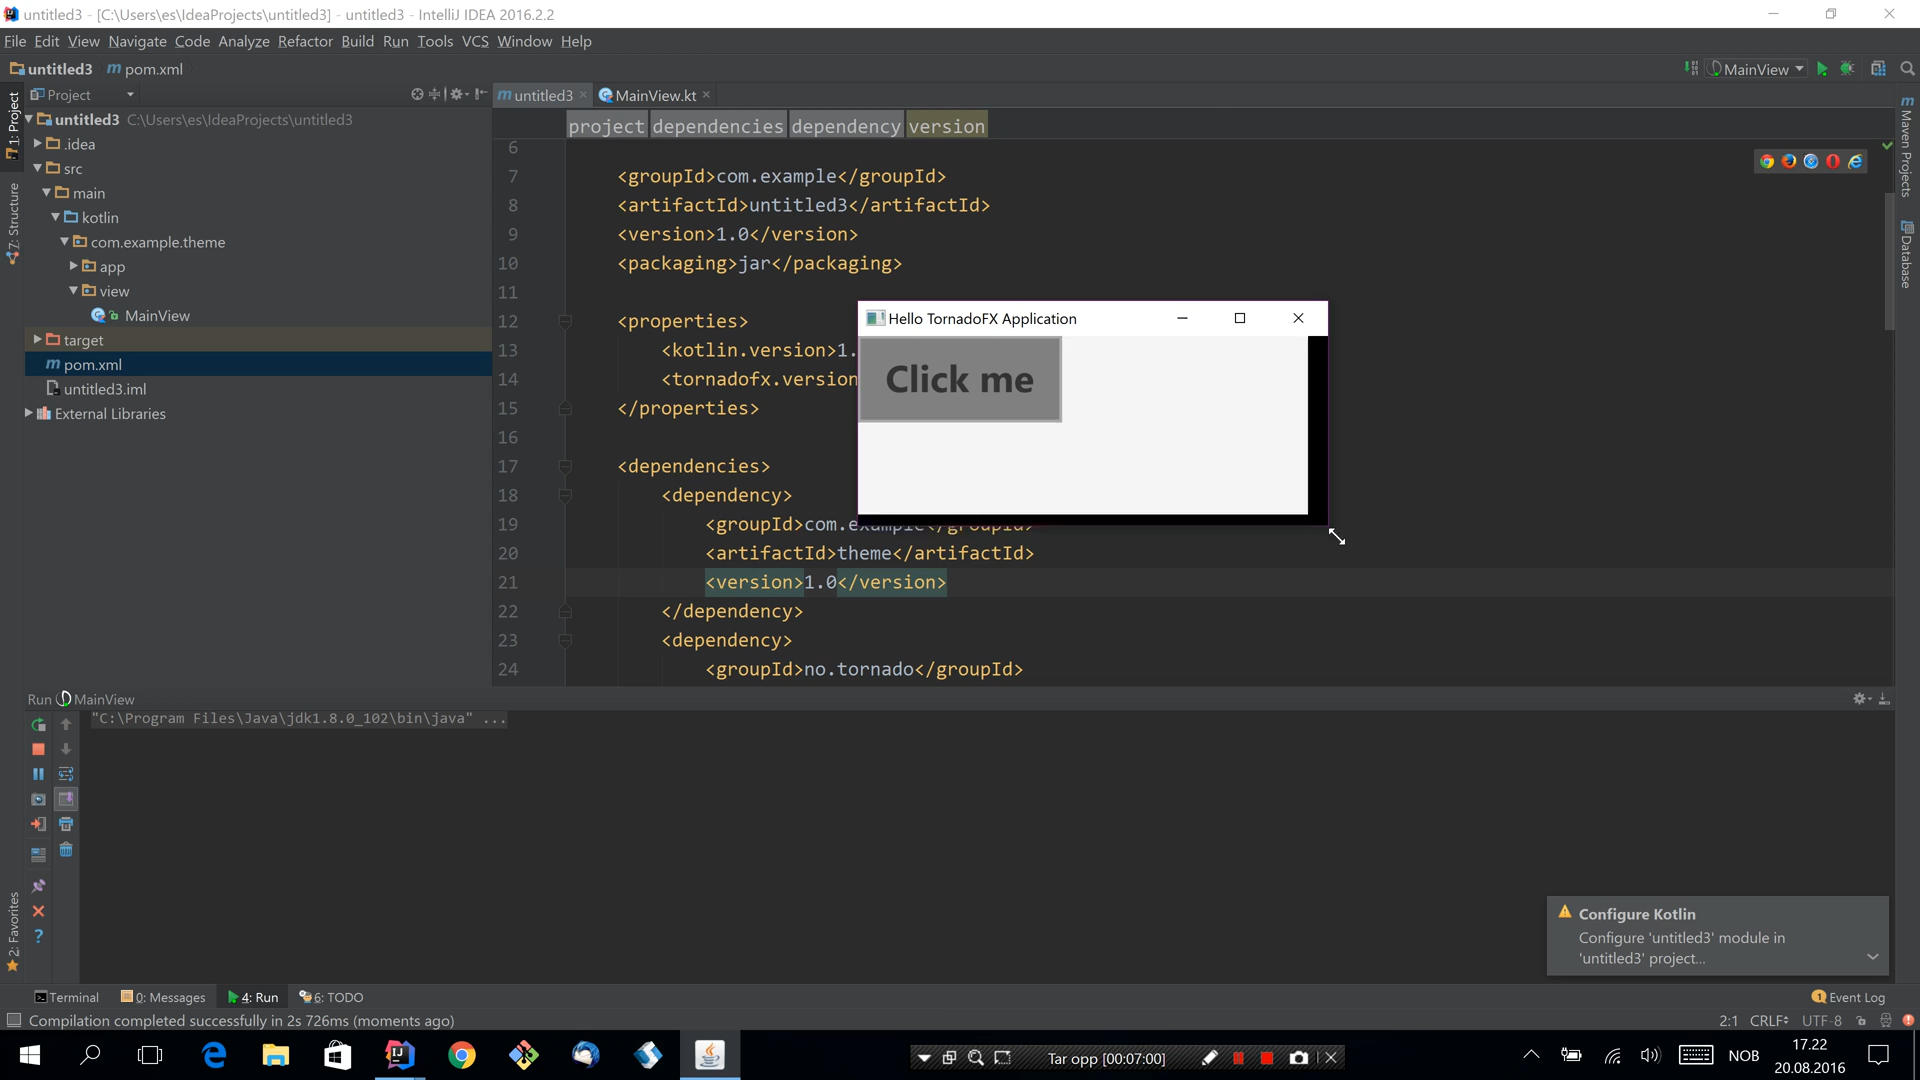 untitled3 - [C:\Users\es\IdeaProjects\untitled3] - untitled3 - IntelliJ IDEA 2016.2.2
File Edit View Navigate Code Analyze Refactor Build Run Tools VCS Window Help
untitled3 m pom.xml
MainView
Project
m untitled3 MainView.kt
1: Project
7: Structure
2: Favorites
untitled3 C:\Users\es\IdeaProjects\untitled3
.idea
src
main
kotlin
com.example.theme
app
view
MainView
target
m pom.xml
untitled3.iml
External Libraries
project dependencies dependency version
6
7 <groupId>com.example</groupId>
8 <artifactId>untitled3</artifactId>
9 <version>1.0</version>
10 <packaging>jar</packaging>
11
12 <properties>
13 <kotlin.version>1.
14 <tornadofx.version
15 </properties>
16
17 <dependencies>
18 <dependency>
19 <groupId>com.example</groupId>
20 <artifactId>theme</artifactId>
21 <version>1.0</version>
22 </dependency>
23 <dependency>
24 <groupId>no.tornado</groupId>
Hello TornadoFX Application
Click me
m Maven Projects
Database
Run MainView
"C:\Program Files\Java\jdk1.8.0_102\bin\java" ...
Configure Kotlin
Configure 'untitled3' module in
'untitled3' project...
Terminal 0: Messages 4: Run 6: TODO
1 Event Log
Compilation completed successfully in 2s 726ms (moments ago)
2:1 CRLF UTF-8
Tar opp [00:07:00]
NOB
17.22
20.08.2016